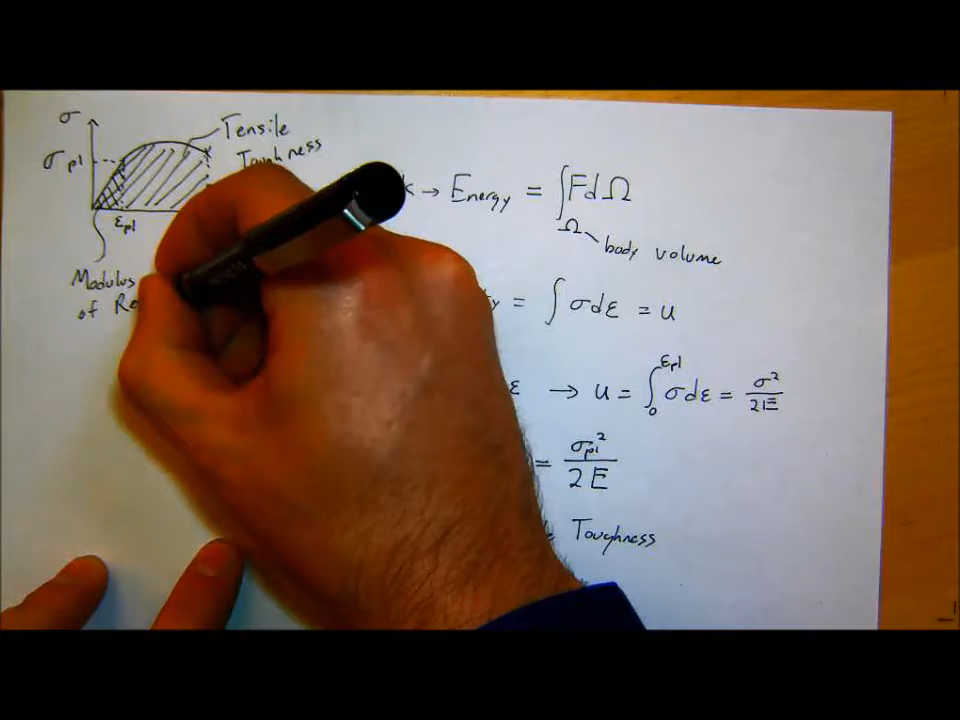 σ
σpl
Tensile
Toughness
εpl
Modulus
of Re
→ Energy = ∫Ω F dΩ
body volume
= ∫ σdε = u
ε → u = ∫0^εpl σdε = σ²/2E
= σpl²/2E
Toughness